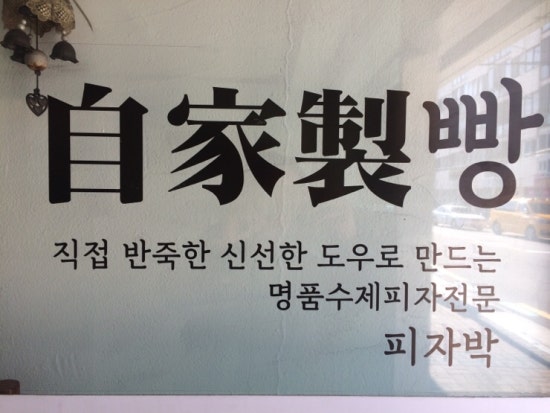 自家製빵
직접 반죽한 신선한 도우로 만드는
명품수제피자전문
피자박